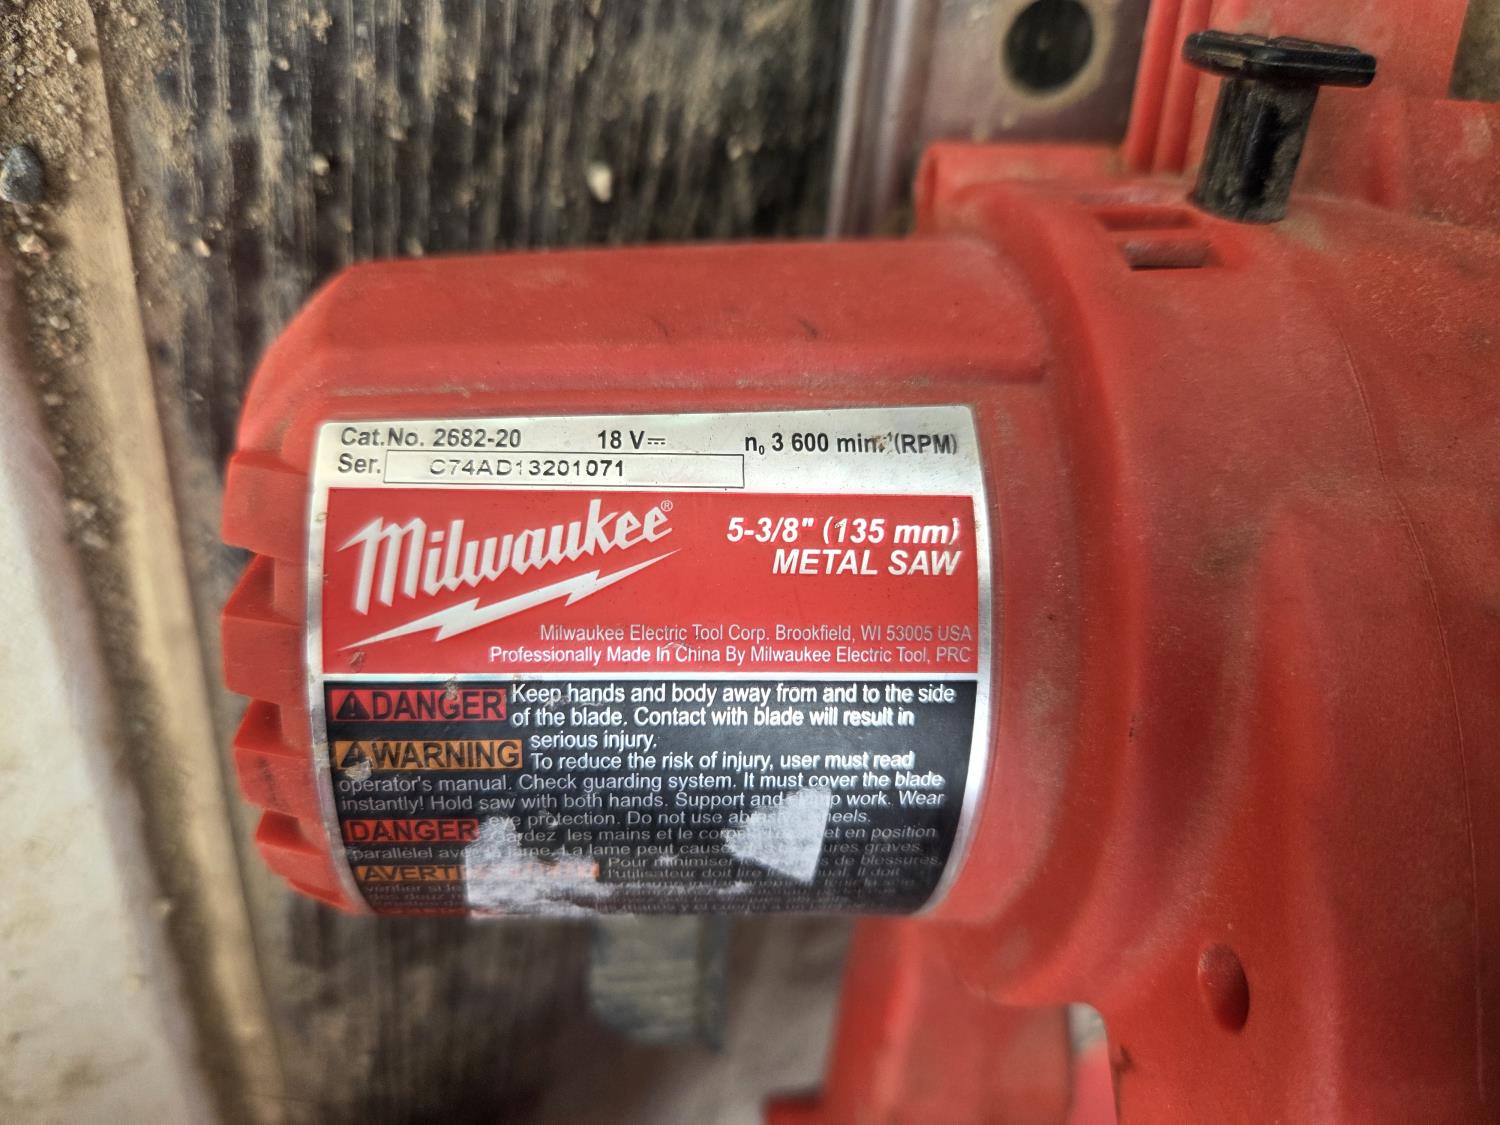 Cat.No. 2682-20 18 V⎓ n₀ 3 600 min.⁻¹(RPM)
Ser. C74AD13201071
Milwaukee®
5-3/8" (135 mm)
METAL SAW
Milwaukee Electric Tool Corp. Brookfield, WI 53005 USA
Professionally Made In China By Milwaukee Electric Tool, PRC
⚠DANGER Keep hands and body away from and to the side
of the blade. Contact with blade will result in
serious injury.
⚠WARNING To reduce the risk of injury, user must read
operator's manual. Check guarding system. It must cover the blade
instantly! Hold saw with both hands. Support and work. Wear
eye protection. Do not use
DANGER les mains et le et en position
lame. La lame peut graves.
Pour minimiser de blessures,
l'utilisateur doit lire Il doit
vérifier si le